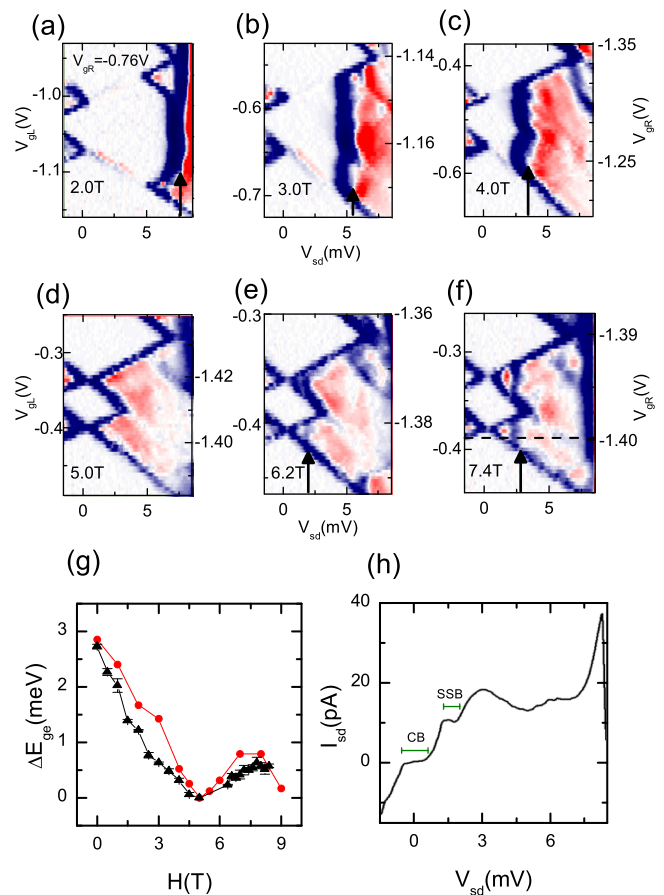 (a)
(b)
(c)
V_gR=-0.76V
-1.0
-1.1
V_gL(V)
2.0T
0
5
-0.6
-0.7
3.0T
-1.14
-1.16
0
5
V_sd(mV)
-0.4
-0.6
4.0T
-1.35
-1.30
-1.25
V_gR(V)
0
5
(d)
(e)
(f)
-0.3
-0.4
V_gL(V)
5.0T
-1.42
-1.40
0
5
-0.3
-0.4
6.2T
-1.36
-1.38
0
5
V_sd(mV)
-0.4
-0.4
7.4T
-1.39
-1.40
V_gR(V)
0
5
(g)
(h)
3
2
1
0
ΔE_ge(meV)
0
3
6
9
H(T)
40
20
0
I_sd(pA)
CB
SSB
0
3
6
V_sd(mV)